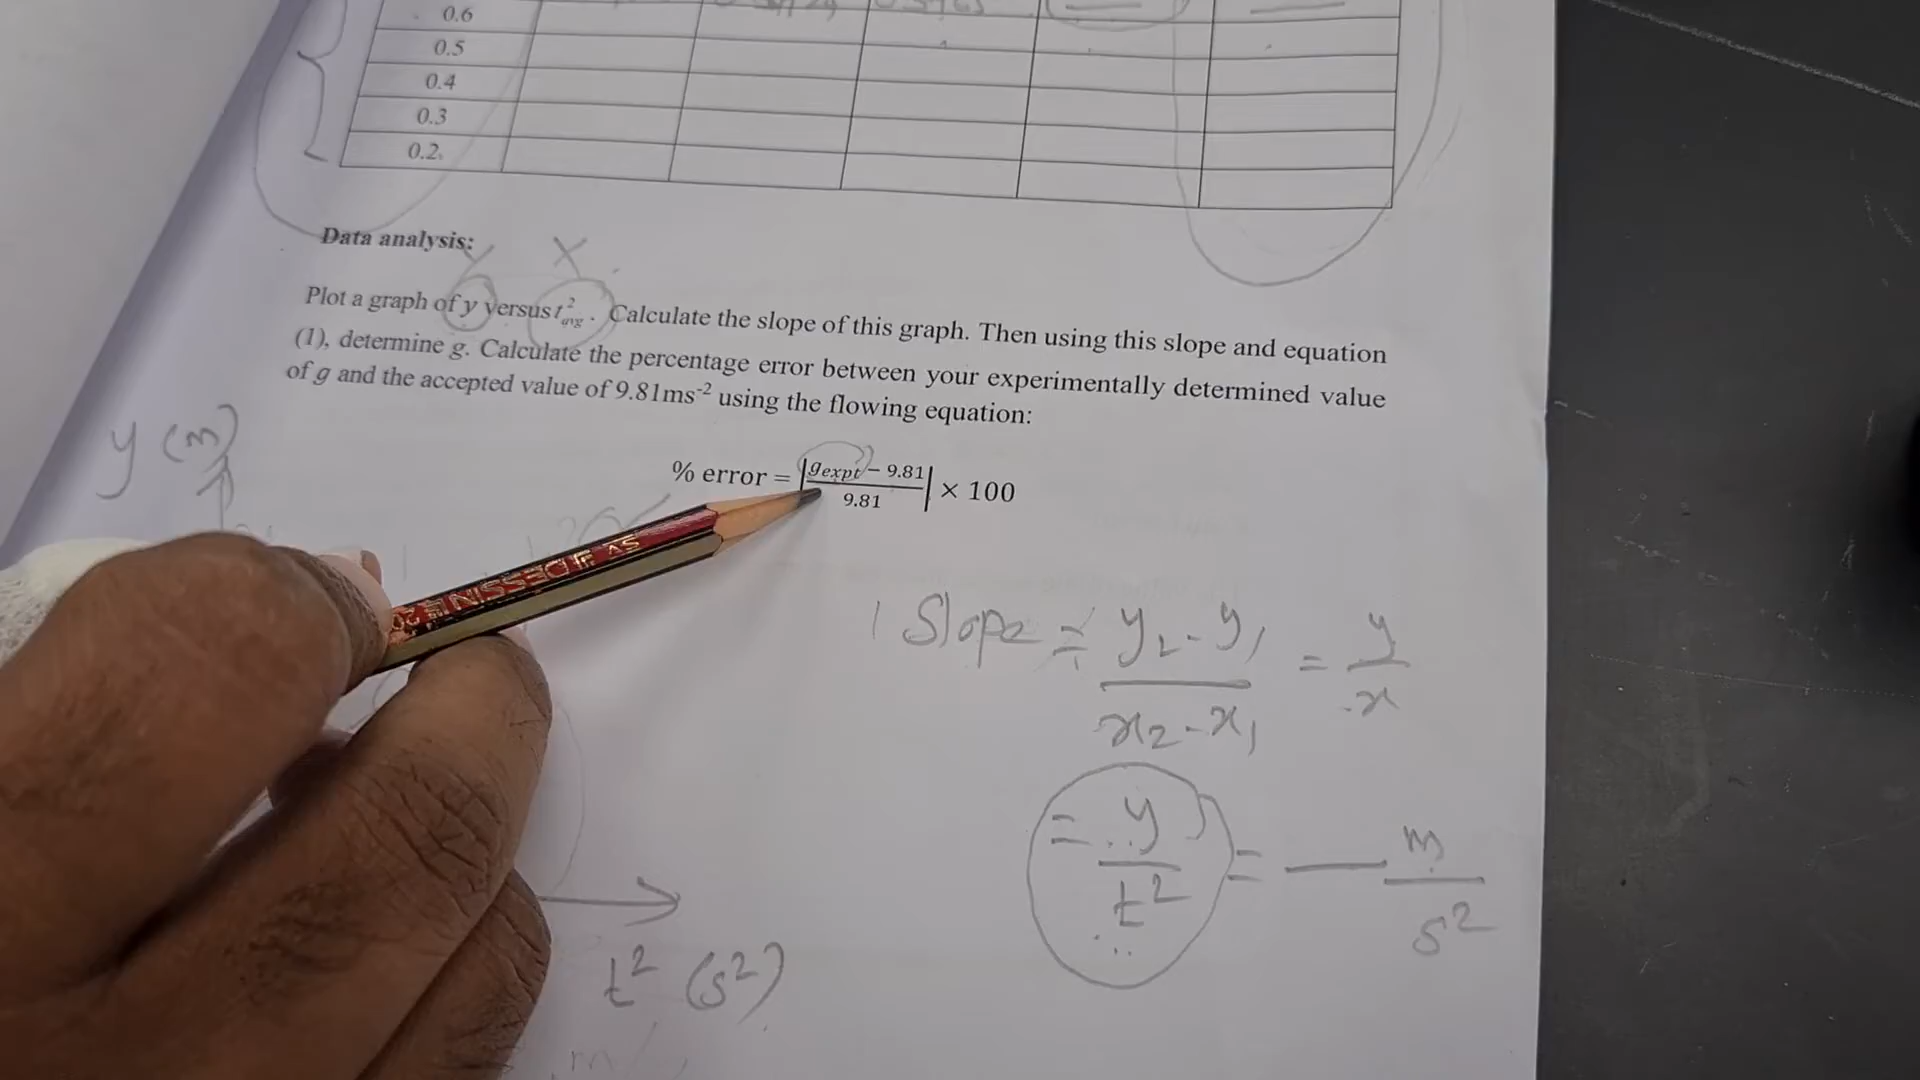 0.6
0.5
0.4
0.3
0.2
Data analysis:
X
Plot a graph of y versus t²avg . Calculate the slope of this graph. Then using this slope and equation
(1), determine g. Calculate the percentage error between your experimentally determined value
of g and the accepted value of 9.81ms⁻² using the flowing equation:
y (m)
% error = |gexpt − 9.81 / 9.81| × 100
DESSIN
Slope = y₂ - y₁ / x₂ - x₁ = y / x
= y / t² = — m / s²
t² (s²)